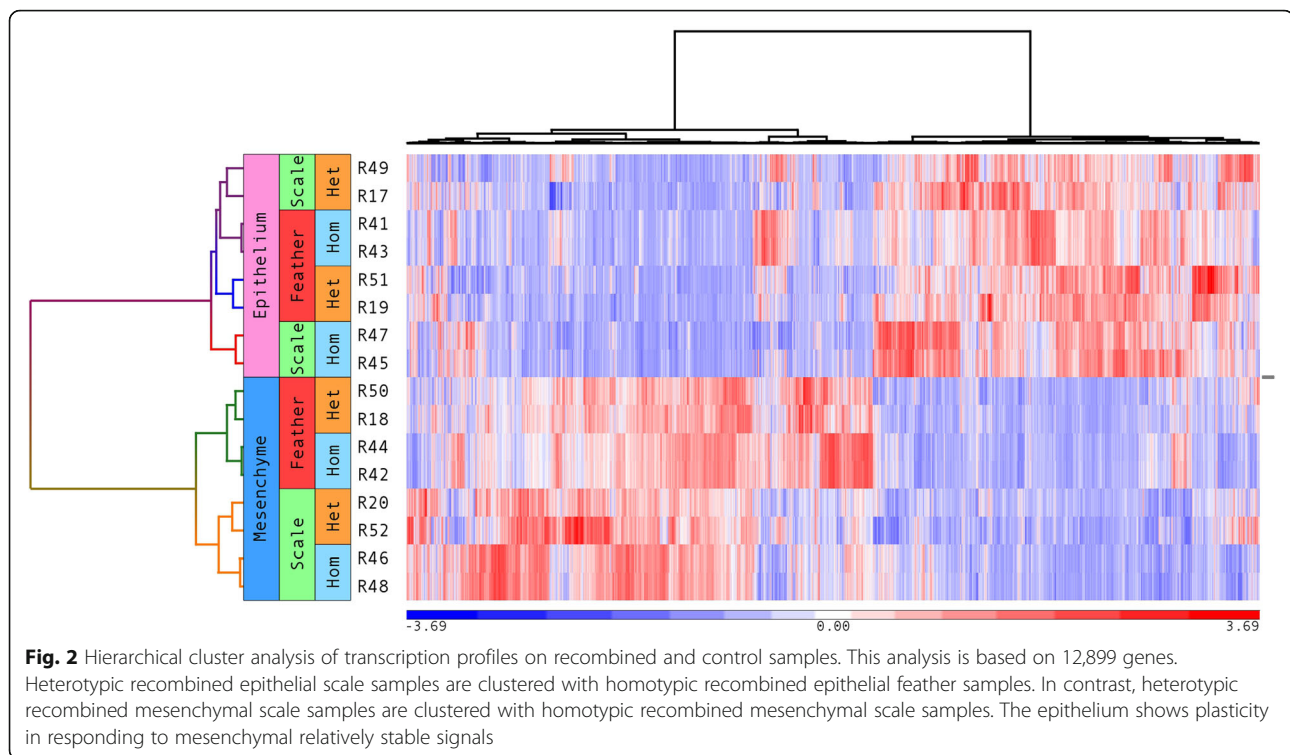 Epithelium
Mesenchyme
Scale
Feather
Scale
Feather
Scale
Het
Hom
Het
Hom
Het
Hom
Het
Hom
R49
R17
R41
R43
R51
R19
R47
R45
R50
R18
R44
R42
R20
R52
R46
R48
-3.69 0.00 3.69
Fig. 2 Hierarchical cluster analysis of transcription profiles on recombined and control samples. This analysis is based on 12,899 genes.
Heterotypic recombined epithelial scale samples are clustered with homotypic recombined epithelial feather samples. In contrast, heterotypic
recombined mesenchymal scale samples are clustered with homotypic recombined mesenchymal scale samples. The epithelium shows plasticity
in responding to mesenchymal relatively stable signals